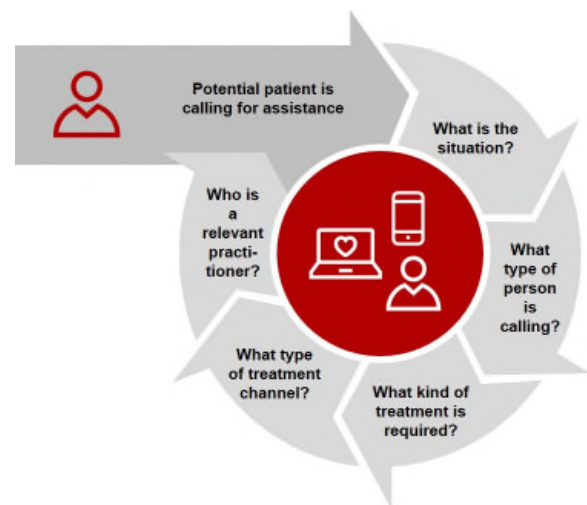 Potential patient is
calling for assistance
What is the
situation?
What
type of
person is
calling?
What kind of
treatment is
required?
What type
of treatment
channel?
Who is
a
relevant
practi-
tioner?